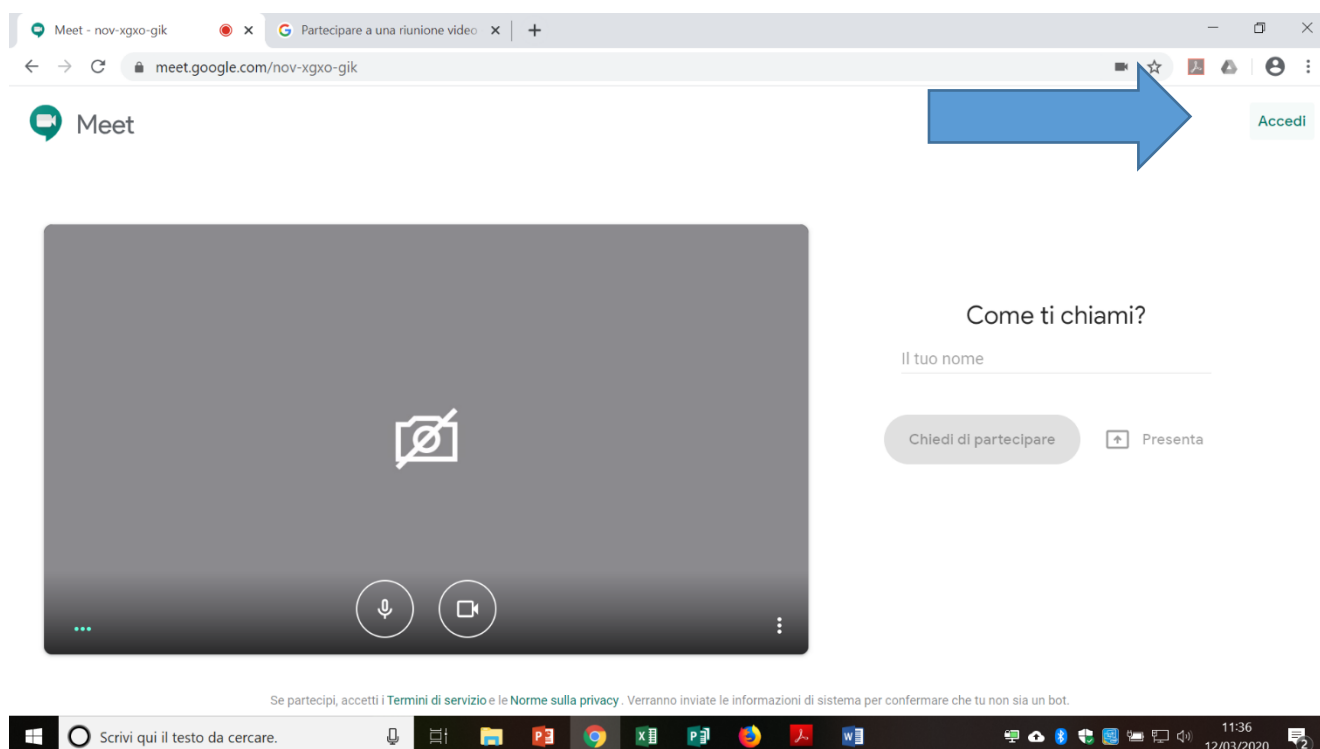 Meet - nov-xgxo-gik
Partecipare a una riunione video
meet.google.com/nov-xgxo-gik
Meet
Accedi
Come ti chiami?
Il tuo nome
Chiedi di partecipare
Presenta
Se partecipi, accetti i Termini di servizio e le Norme sulla privacy. Verranno inviate le informazioni di sistema per confermare che tu non sia un bot.
Scrivi qui il testo da cercare.
11:36
12/03/2020
2